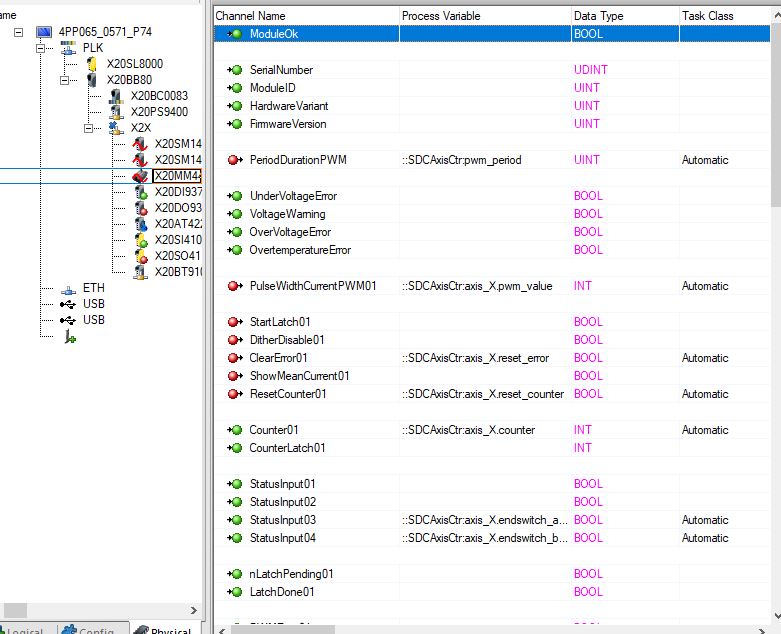 ame
4PP065_0571_P74
PLK
X20SL8000
X20BB80
X20BC0083
X20PS9400
X2X
X20SM14
X20SM14
X20MM4
X20DI937
X20DO93
X20AT422
X20SI410
X20SO41
X20BT910
ETH
USB
USB
Logical
Config
Physical
Channel Name Process Variable Data Type Task Class
ModuleOk BOOL
SerialNumber UDINT
ModuleID UINT
HardwareVariant UINT
FirmwareVersion UINT
PeriodDurationPWM ::SDCAxisCtr:pwm_period UINT Automatic
UnderVoltageError BOOL
VoltageWarning BOOL
OverVoltageError BOOL
OvertemperatureError BOOL
PulseWidthCurrentPWM01 ::SDCAxisCtr:axis_X.pwm_value INT Automatic
StartLatch01 BOOL
DitherDisable01 BOOL
ClearError01 ::SDCAxisCtr:axis_X.reset_error BOOL Automatic
ShowMeanCurrent01 BOOL
ResetCounter01 ::SDCAxisCtr:axis_X.reset_counter BOOL Automatic
Counter01 ::SDCAxisCtr:axis_X.counter INT Automatic
CounterLatch01 INT
StatusInput01 BOOL
StatusInput02 BOOL
StatusInput03 ::SDCAxisCtr:axis_X.endswitch_a... BOOL Automatic
StatusInput04 ::SDCAxisCtr:axis_X.endswitch_b... BOOL Automatic
nLatchPending01 BOOL
LatchDone01 BOOL